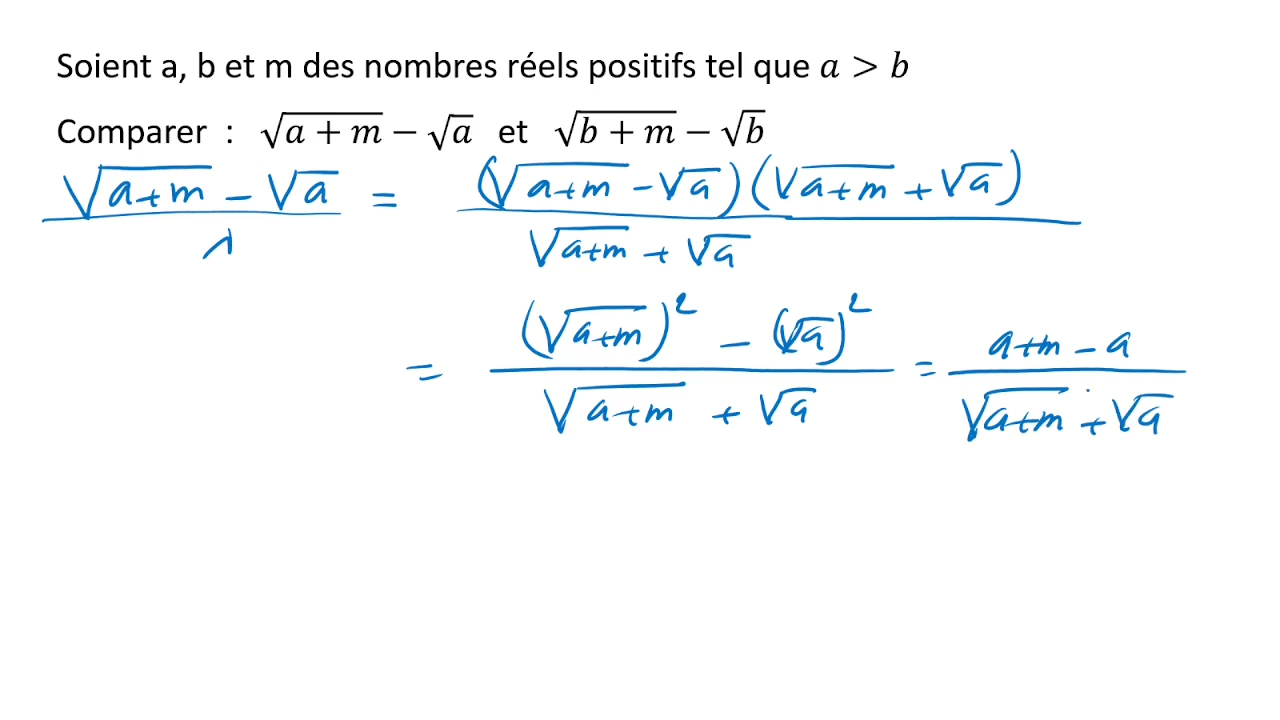 Soient a, b et m des nombres réels positifs tel que a > b
Comparer : √(a + m) − √a et √(b + m) − √b
(√(a+m) − √a)/1 = ((√(a+m) − √a)(√(a+m) + √a))/(√(a+m) + √a)
= ((√(a+m))² − (√a)²)/(√(a+m) + √a) = (a+m − a)/(√(a+m) + √a)